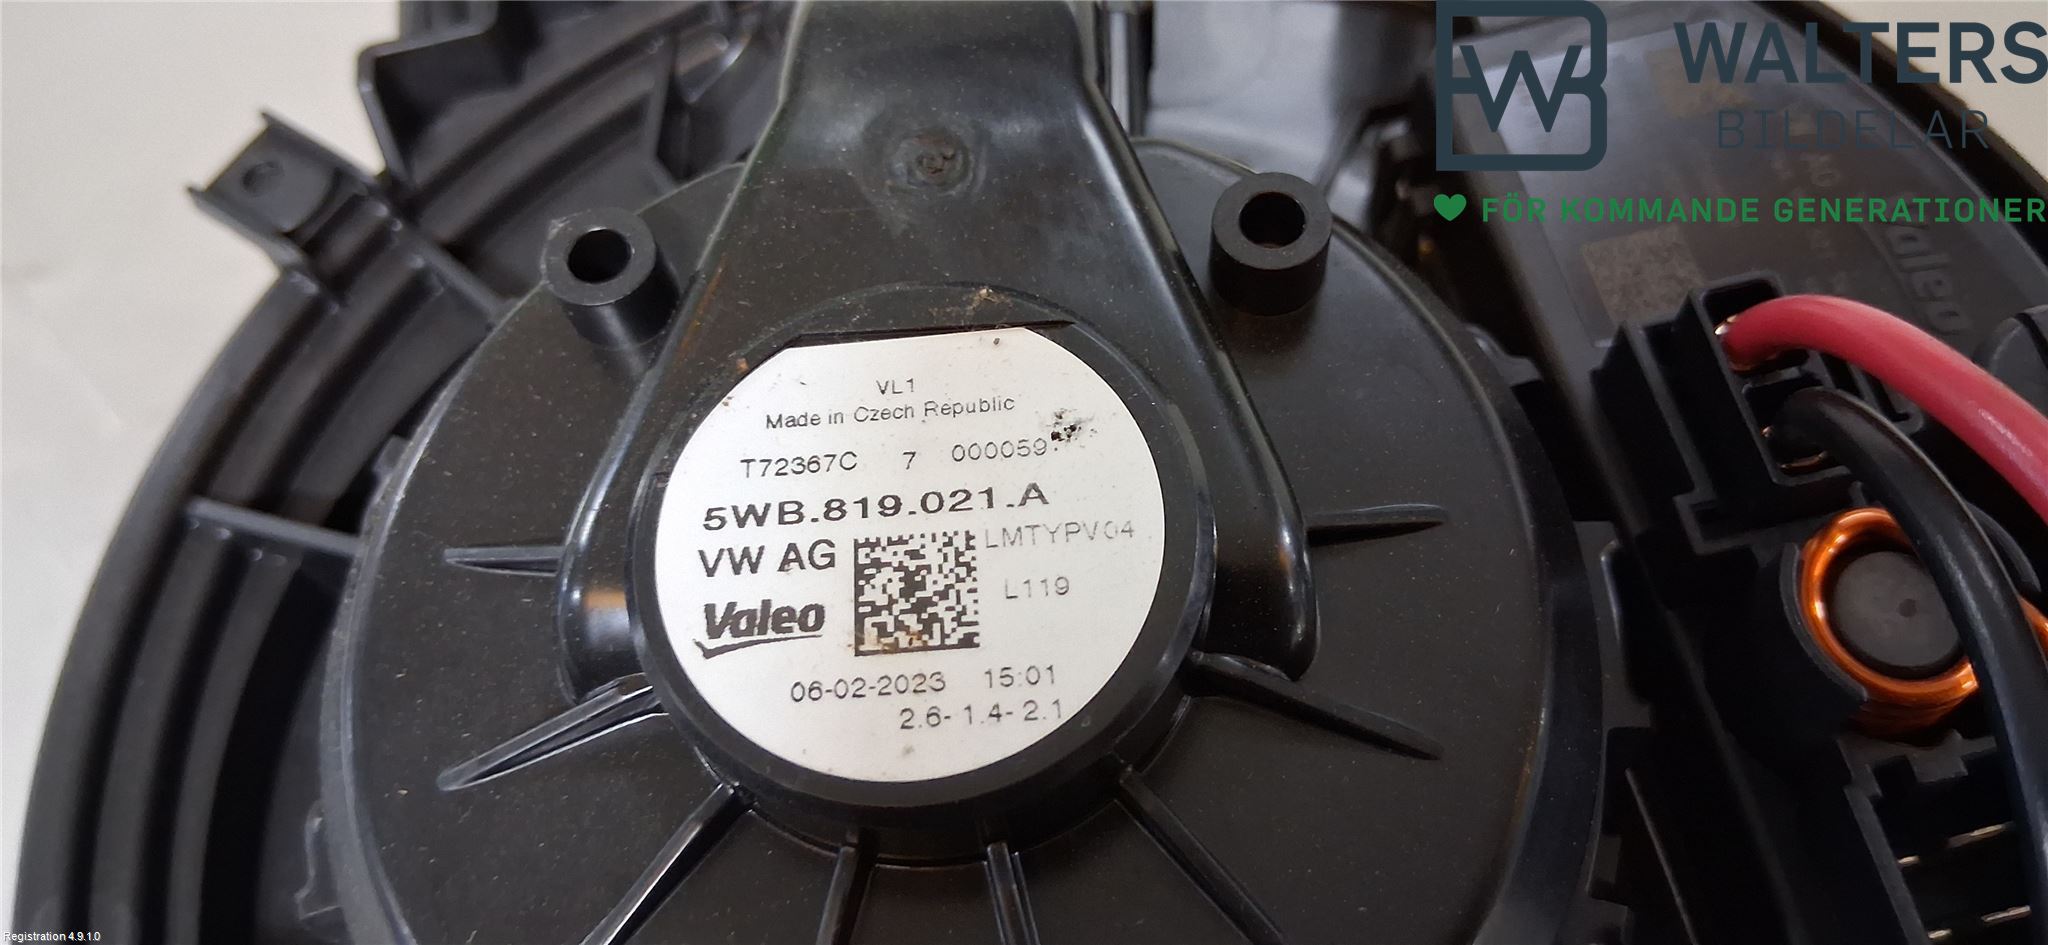 WALTERS
BILDELAR
FÖR KOMMANDE GENERATIONER
Valeo
VL1
Made in Czech Republic
T72367C 7 000059
5WB.819.021.A
VW AG
LMTYPV04
L119
Valeo
06-02-2023 15:01
2.6- 1.4- 2.1
Registration 4.9.1.0